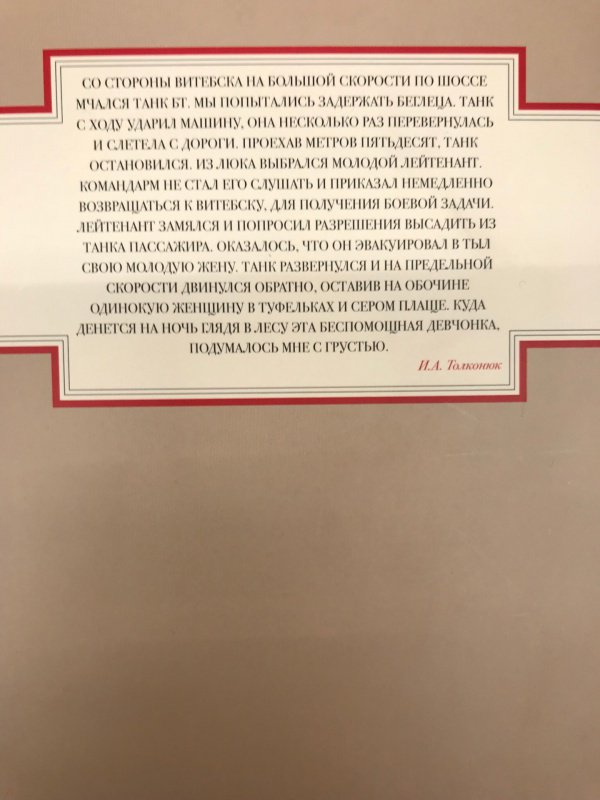 СО СТОРОНЫ ВИТЕБСКА НА БОЛЬШОЙ СКОРОСТИ ПО ШОССЕ
МЧАЛСЯ ТАНК БТ. МЫ ПОПЫТАЛИСЬ ЗАДЕРЖАТЬ БЕГЛЕЦА. ТАНК
С ХОДУ УДАРИЛ МАШИНУ, ОНА НЕСКОЛЬКО РАЗ ПЕРЕВЕРНУЛАСЬ
И СЛЕТЕЛА С ДОРОГИ. ПРОЕХАВ МЕТРОВ ПЯТЬДЕСЯТ, ТАНК
ОСТАНОВИЛСЯ. ИЗ ЛЮКА ВЫБРАЛСЯ МОЛОДОЙ ЛЕЙТЕНАНТ.
КОМАНДАРМ НЕ СТАЛ ЕГО СЛУШАТЬ И ПРИКАЗАЛ НЕМЕДЛЕННО
ВОЗВРАЩАТЬСЯ К ВИТЕБСКУ, ДЛЯ ПОЛУЧЕНИЯ БОЕВОЙ ЗАДАЧИ.
ЛЕЙТЕНАНТ ЗАМЯЛСЯ И ПОПРОСИЛ РАЗРЕШЕНИЯ ВЫСАДИТЬ ИЗ
ТАНКА ПАССАЖИРА. ОКАЗАЛОСЬ, ЧТО ОН ЭВАКУИРОВАЛ В ТЫЛ
СВОЮ МОЛОДУЮ ЖЕНУ. ТАНК РАЗВЕРНУЛСЯ И НА ПРЕДЕЛЬНОЙ
СКОРОСТИ ДВИНУЛСЯ ОБРАТНО, ОСТАВИВ НА ОБОЧИНЕ
ОДИНОКУЮ ЖЕНЩИНУ В ТУФЕЛЬКАХ И СЕРОМ ПЛАЩЕ. КУДА
ДЕНЕТСЯ НА НОЧЬ ГЛЯДЯ В ЛЕСУ ЭТА БЕСПОМОЩНАЯ ДЕВЧОНКА,
ПОДУМАЛОСЬ МНЕ С ГРУСТЬЮ.
И.А. Толконюк